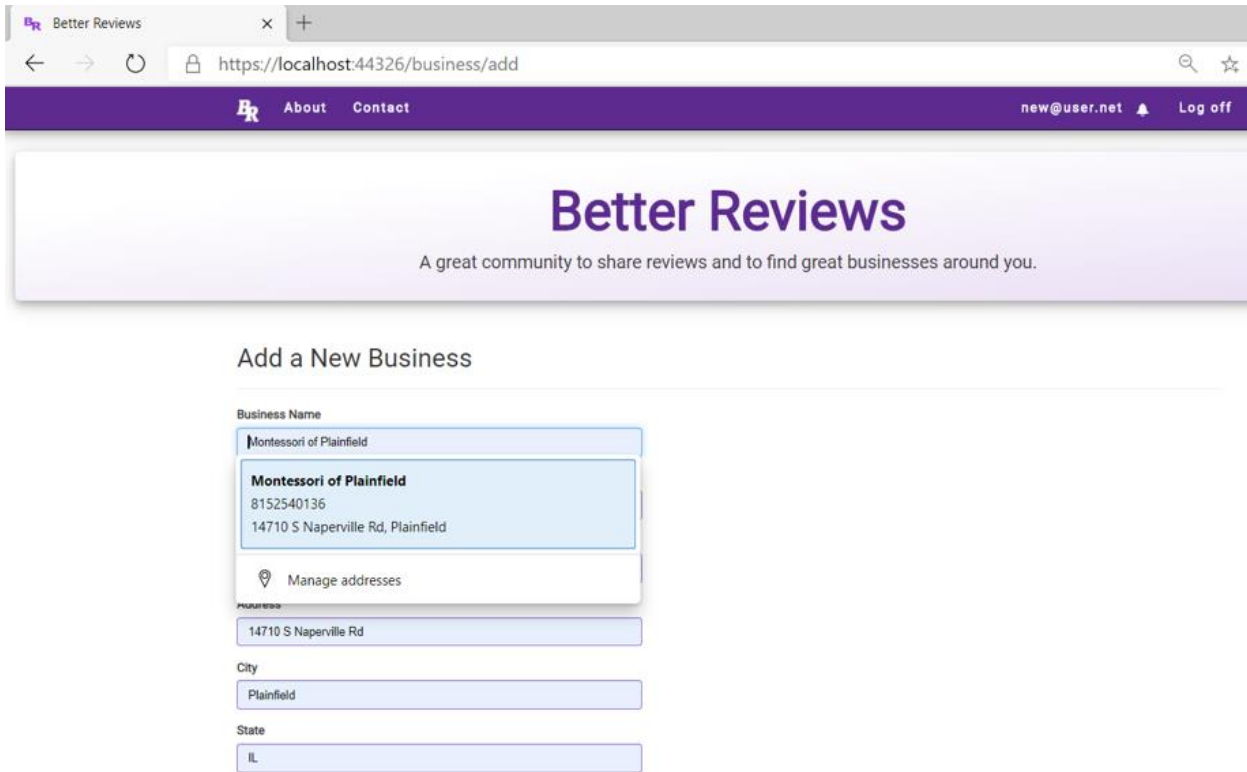 BR Better Reviews
https://localhost:44326/business/add
BR About Contact new@user.net Log off
Better Reviews
A great community to share reviews and to find great businesses around you.
Add a New Business
Business Name
Montessori of Plainfield
Montessori of Plainfield
8152540136
14710 S Naperville Rd, Plainfield
Manage addresses
Address
14710 S Naperville Rd
City
Plainfield
State
IL